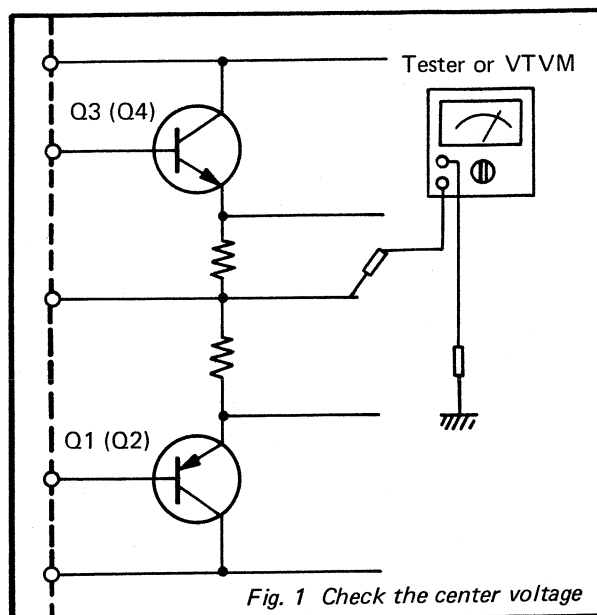 Tester or VTVM
Q3 (Q4)
Q1 (Q2)
Fig. 1 Check the center voltage